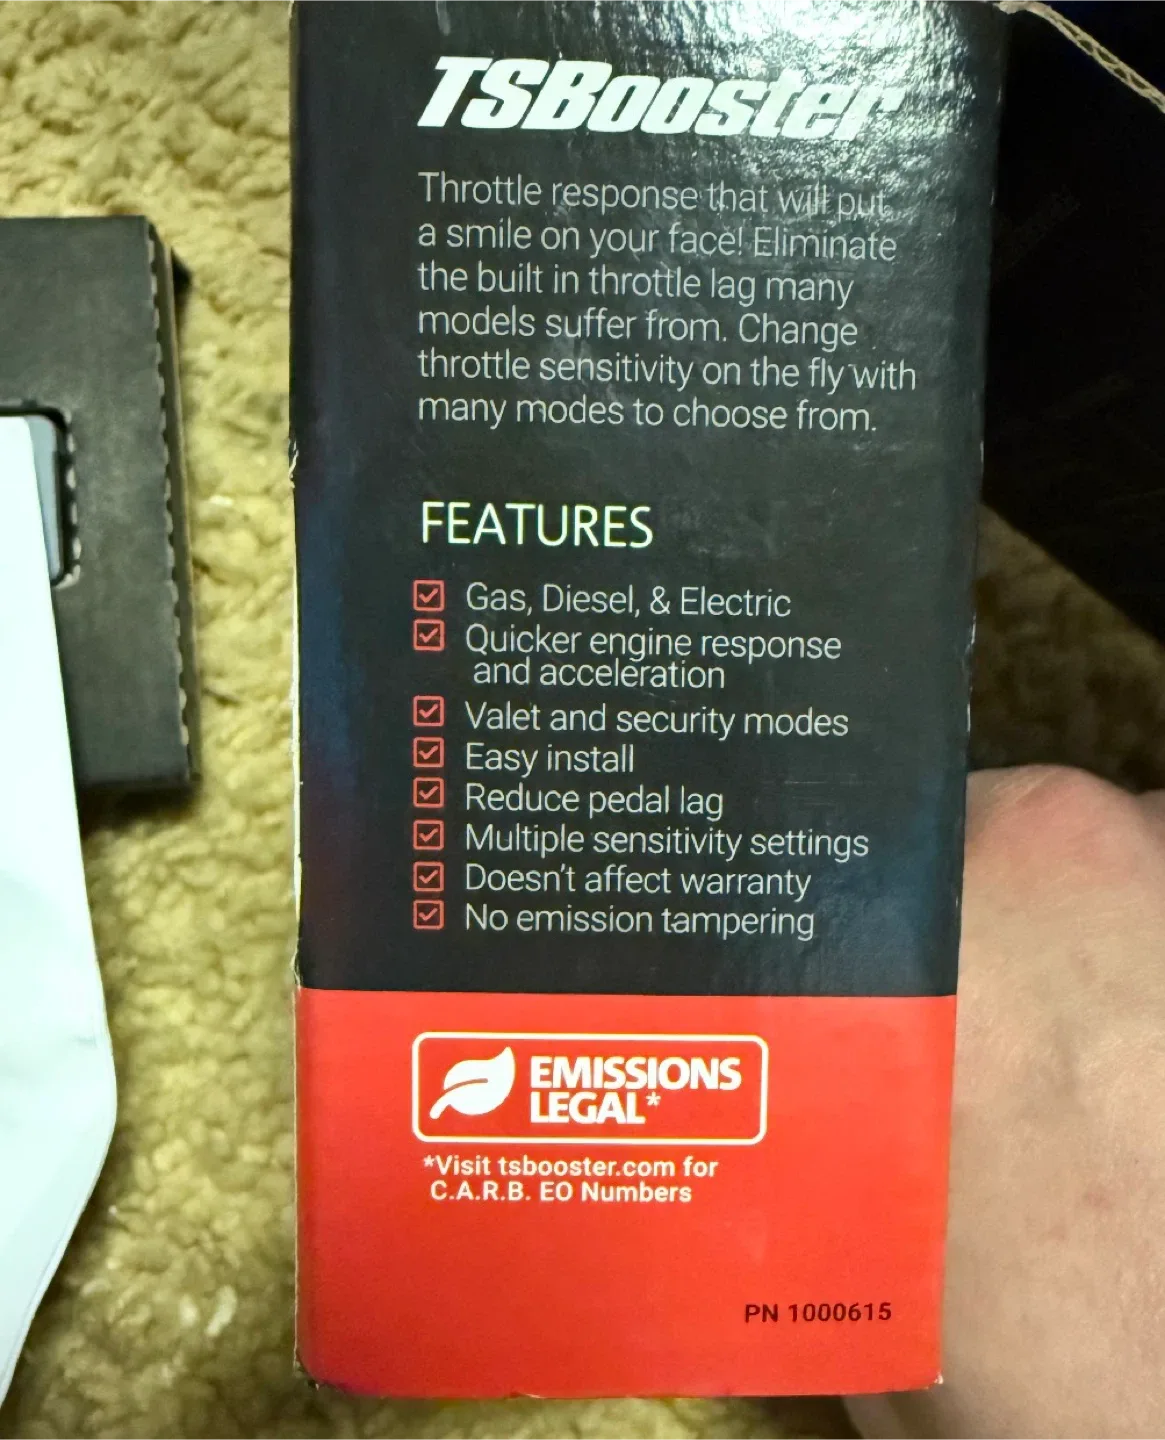 TSBooster
Throttle response that will put
a smile on your face! Eliminate
the built in throttle lag many
models suffer from. Change
throttle sensitivity on the fly with
many modes to choose from.
FEATURES
Gas, Diesel, & Electric
Quicker engine response
and acceleration
Valet and security modes
Easy install
Reduce pedal lag
Multiple sensitivity settings
Doesn't affect warranty
No emission tampering
EMISSIONS
LEGAL*
*Visit tsbooster.com for
C.A.R.B. EO Numbers
PN 1000615